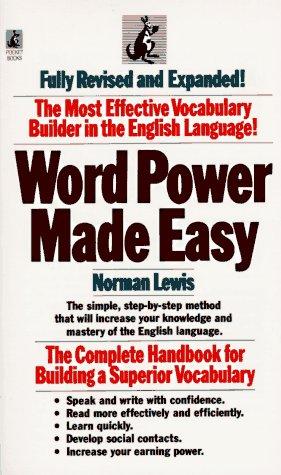 POCKET
BOOKS
Fully Revised and Expanded!
The Most Effective Vocabulary
Builder in the English Language!
Word Power
Made Easy
Norman Lewis
The simple, step-by-step method
that will increase your knowledge and
mastery of the English language.
The Complete Handbook for
Building a Superior Vocabulary
• Speak and write with confidence.
• Read more effectively and efficiently.
• Learn quickly.
• Develop social contacts.
• Increase your earning power.